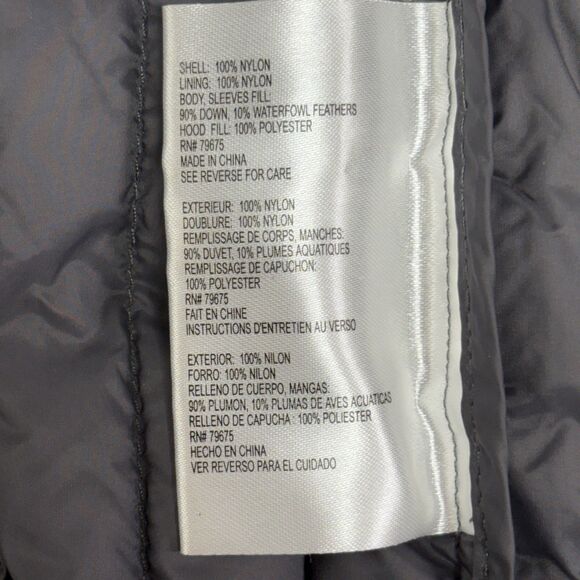 SHELL: 100% NYLON
LINING: 100% NYLON
BODY, SLEEVES FILL:
90% DOWN, 10% WATERFOWL FEATHERS
HOOD FILL: 100% POLYESTER
RN# 79675
MADE IN CHINA
SEE REVERSE FOR CARE
EXTERIEUR: 100% NYLON
DOUBLURE: 100% NYLON
REMPLISSAGE DE CORPS, MANCHES:
90% DUVET, 10% PLUMES AQUATIQUES
REMPLISSAGE DE CAPUCHON:
100% POLYESTER
RN# 79675
FAIT EN CHINE
INSTRUCTIONS D'ENTRETIEN AU VERSO
EXTERIOR: 100% NILON
FORRO: 100% NILON
RELLENO DE CUERPO, MANGAS:
90% PLUMON, 10% PLUMAS DE AVES ACUATICAS
RELLENO DE CAPUCHA : 100% POLIESTER
RN# 79675
HECHO EN CHINA
VER REVERSO PARA EL CUIDADO